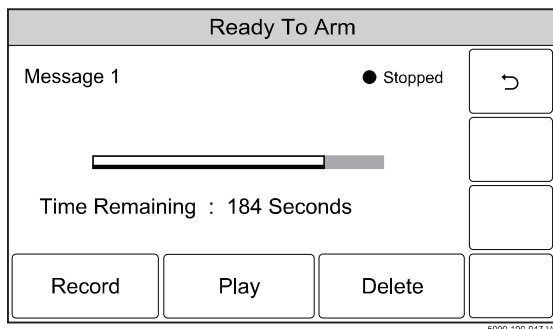 Ready To Arm
Message 1
● Stopped
Time Remaining : 184 Seconds
Record
Play
Delete